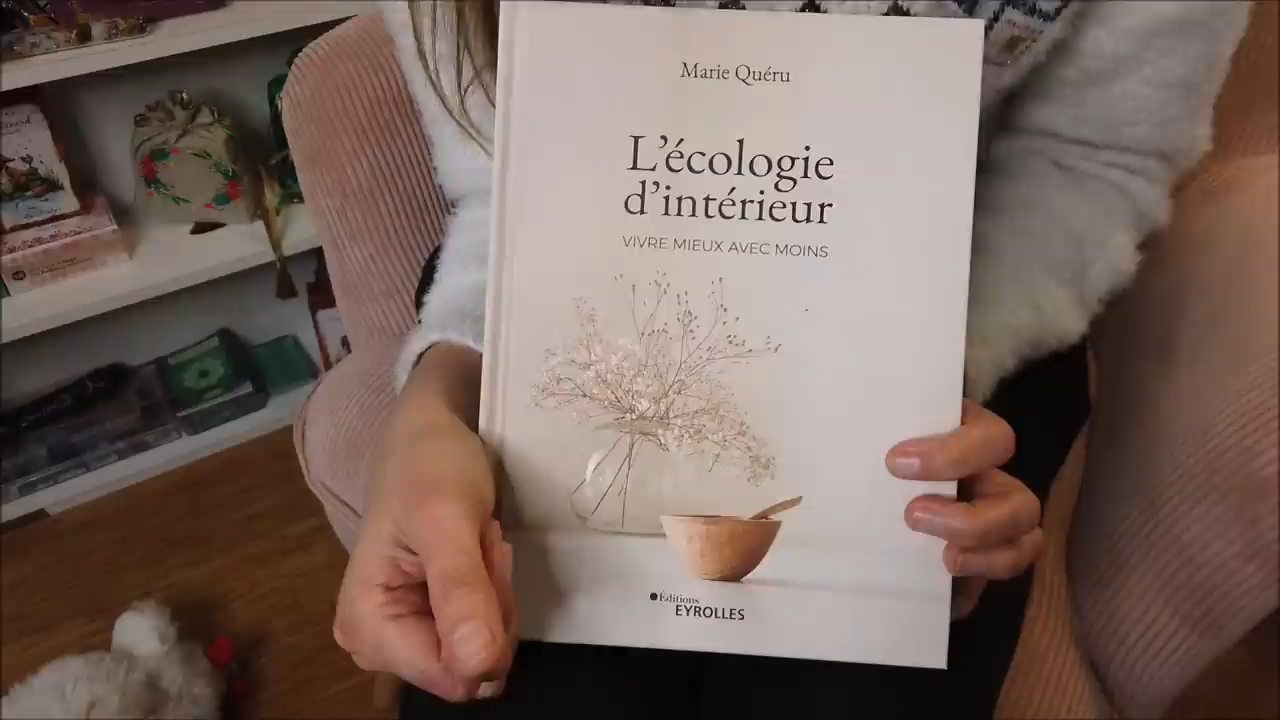 Marie Quéru
L'écologie
d'intérieur
VIVRE MIEUX AVEC MOINS
Éditions
EYROLLES